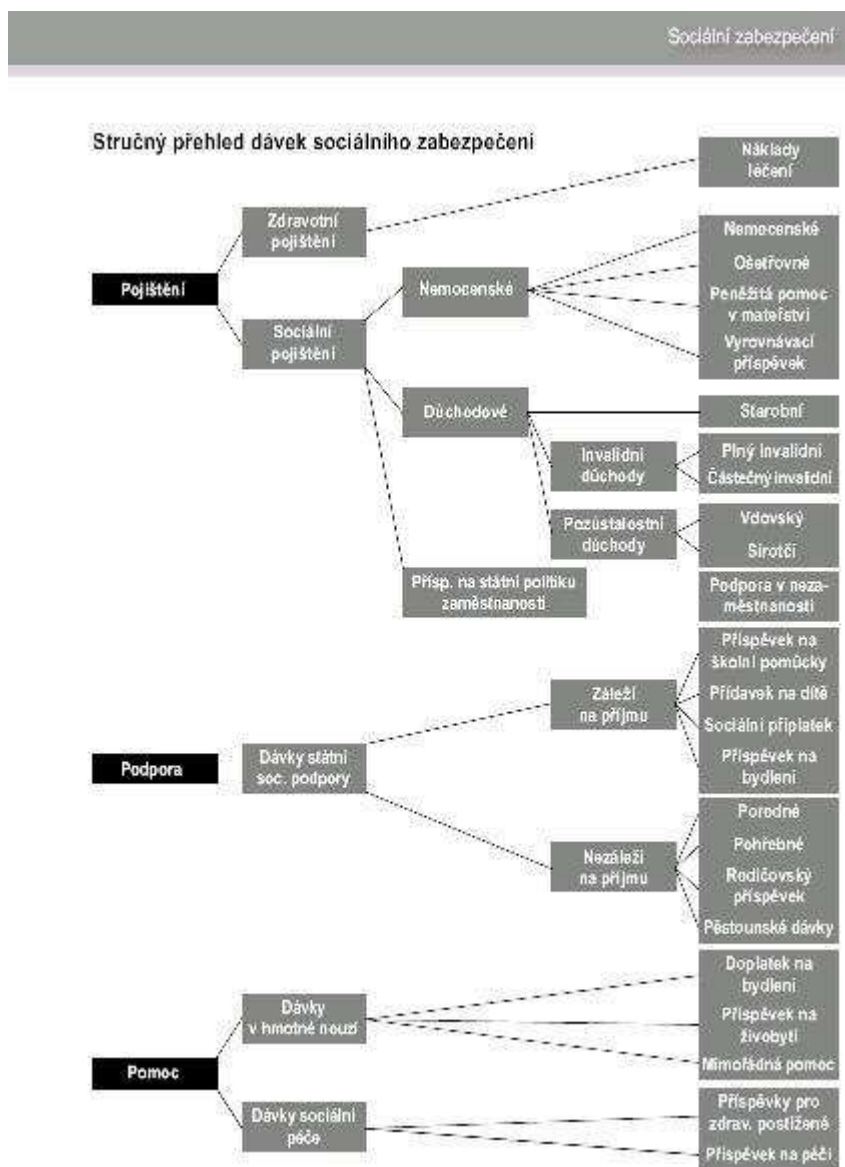 Sociální zabezpečení
Stručný přehled dávek sociálního zabezpečení
Náklady
léčení
Zdravotní
pojištění
Pojištění
Sociální
pojištění
Nemocenské
Nemocenské
Ošetřovné
Peněžitá pomoc
v mateřství
Vyrovnávací
příspěvek
Důchodové
Starobní
Invalidní
důchody
Plný invalidní
Částečný invalidní
Pozůstalostní
důchody
Vdovský
Sirotčí
Přísp. na státní politiku
zaměstnanosti
Podpora v neza-
městnanosti
Podpora
Dávky státní
soc. podpory
Záleží
na příjmu
Příspěvek na
školní pomůcky
Přídavek na dítě
Sociální příplatek
Příspěvek na
bydlení
Nezáleží
na příjmu
Porodné
Pohřebné
Rodičovský
příspěvek
Pěstounské dávky
Pomoc
Dávky
v hmotné nouzi
Doplatek na
bydlení
Příspěvek na
živobytí
Mimořádná pomoc
Dávky sociální
péče
Příspěvky pro
zdrav. postižené
Příspěvek na péči